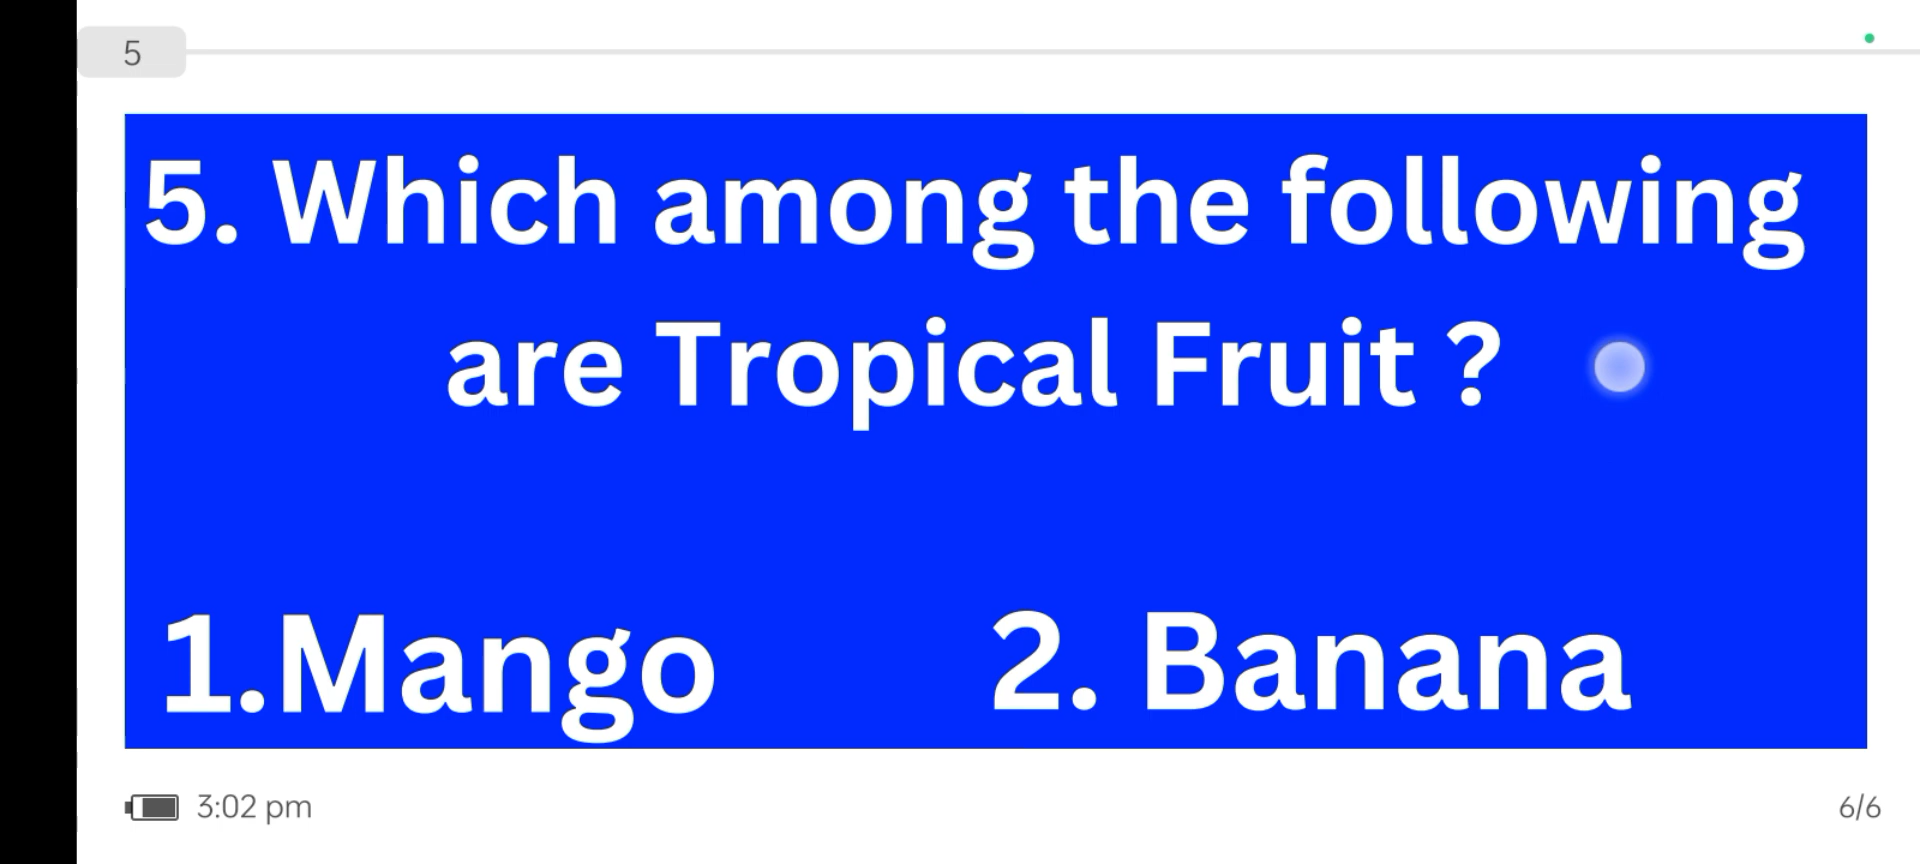 5
5. Which among the following
are Tropical Fruit ?
1.Mango 2. Banana
3:02 pm 6/6